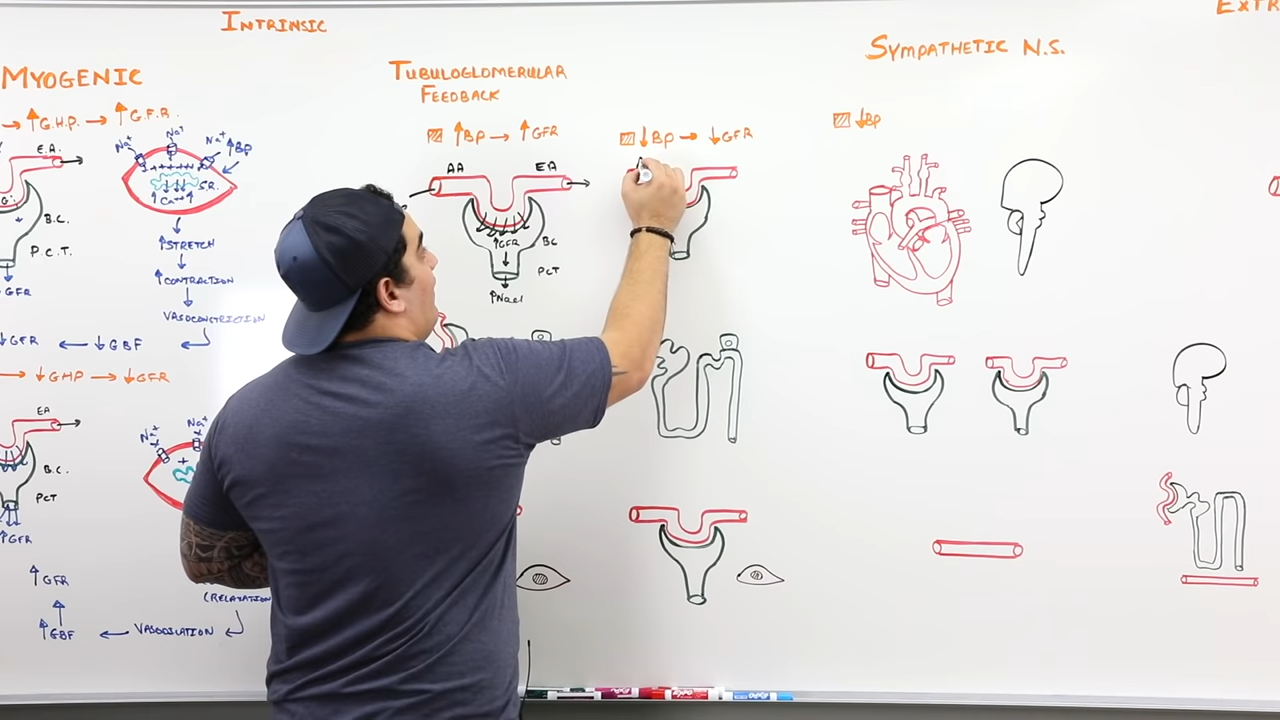 INTRINSIC
EXTR
MYOGENIC
→ ↑G.H.P. → ↑G.F.R.
E.A.
B.C.
P.C.T.
GFR
Na+ Na+ Na+ ↑BP
+++++++
S.R.
↑Ca++↑
↑STRETCH
↑CONTRACTION
VASOCONSTRICTION
↓GFR ← ↓GBF
→ ↓GHP → ↓GFR
EA
B.C.
PCT
↑GFR
Na+ Na+
+
↑GFR
(RELAXATION
↑GBF ← VASODILATION
TUBULOGLOMERULAR
FEEDBACK
↑BP → ↑GFR
AA EA
↑GFR
BC
PCT
↑NaCl
↓BP → ↓GFR
SYMPATHETIC N.S.
↓BP